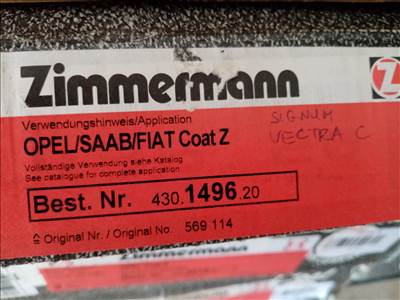 Zimmermann
Z
Verwendungshinweis/Application
OPEL/SAAB/FIAT Coat Z
SIGNUM
VECTRA C
Vollständige Verwendung siehe Katalog
See catalogue for complete application
Best. Nr. 430.1496.20
≙ Original Nr. / Original No. 569 114